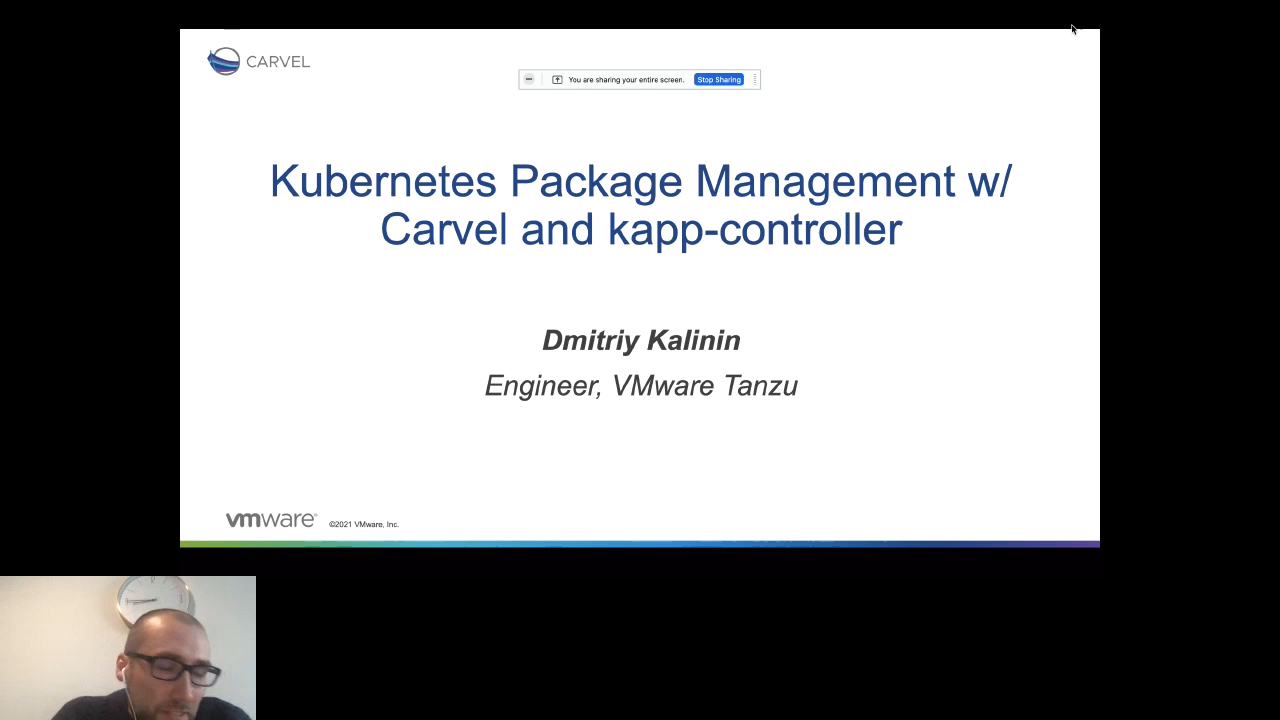 CARVEL
You are sharing your entire screen. Stop Sharing
Kubernetes Package Management w/
Carvel and kapp-controller
Dmitriy Kalinin
Engineer, VMware Tanzu
vmware ©2021 VMware, Inc.